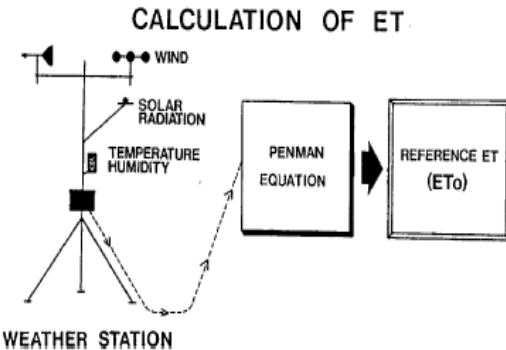 CALCULATION OF ET
WIND
SOLAR
RADIATION
TEMPERATURE
HUMIDITY
PENMAN
EQUATION
REFERENCE ET
(ETo)
WEATHER STATION